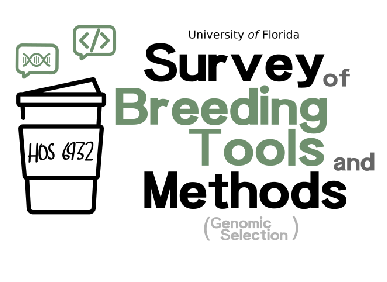 University of Florida
Survey of
Breeding
Tools and
Methods
(Genomic
Selection)
</>
HOS 6932